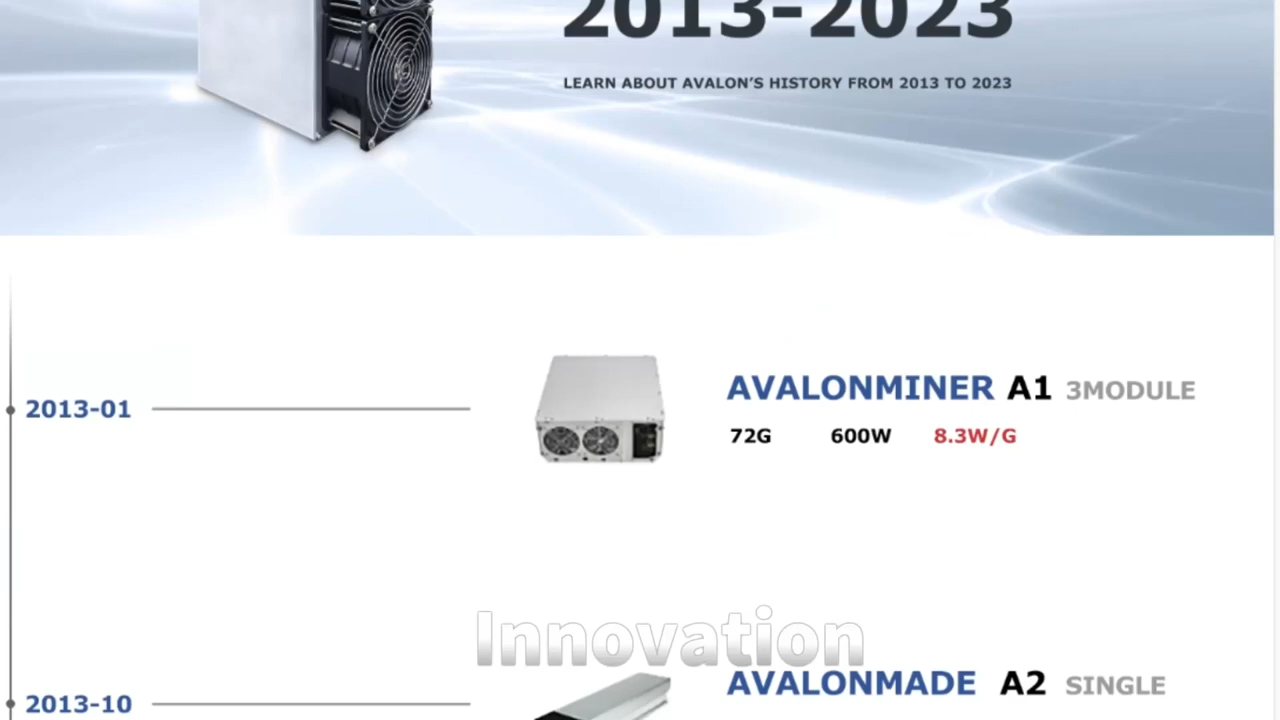 2013-2023
LEARN ABOUT AVALON'S HISTORY FROM 2013 TO 2023
2013-01
AVALONMINER A1 3MODULE
72G 600W 8.3W/G
Innovation
2013-10
AVALONMADE A2 SINGLE